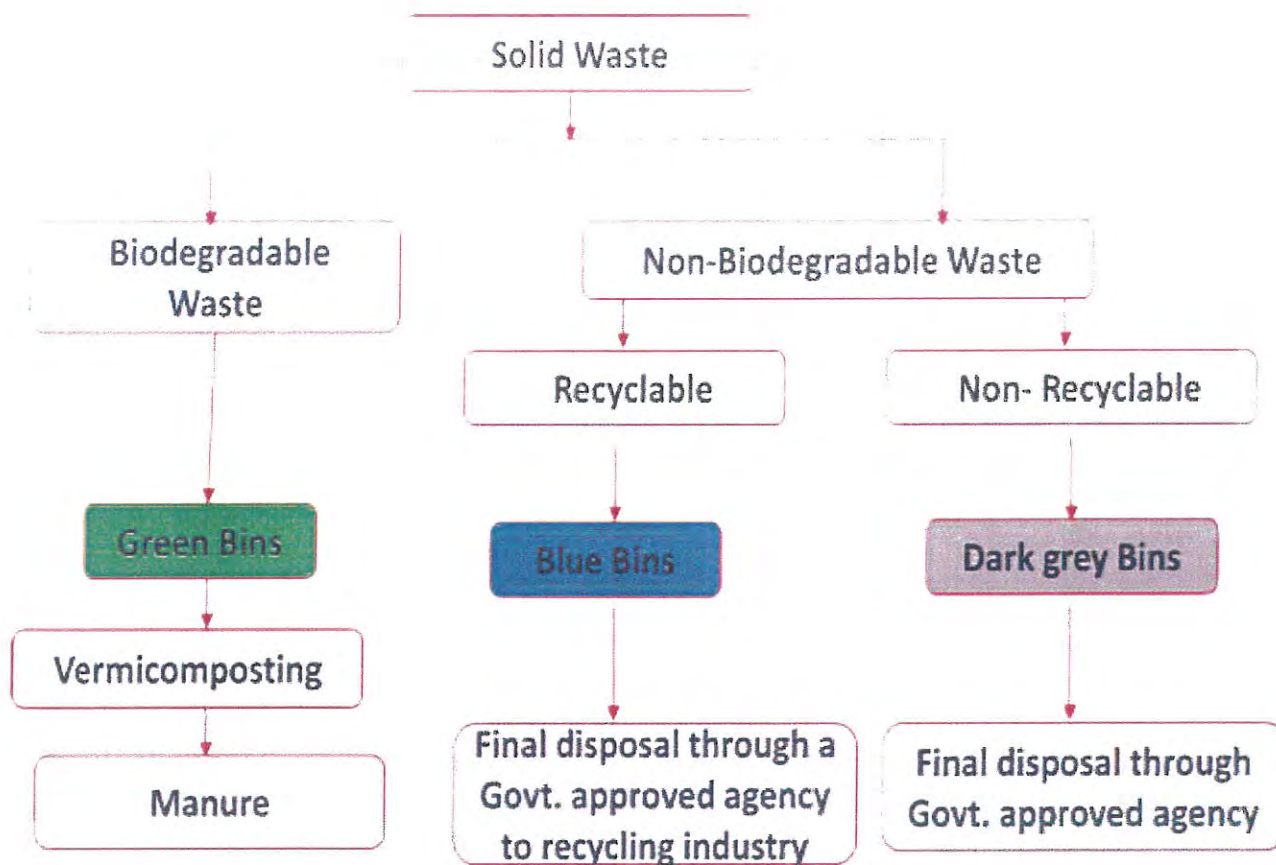 Solid Waste
Biodegradable
Waste
Non-Biodegradable Waste
Recyclable
Non- Recyclable
Green Bins
Blue Bins
Dark grey Bins
Vermicomposting
Manure
Final disposal through a
Govt. approved agency
to recycling industry
Final disposal through
Govt. approved agency